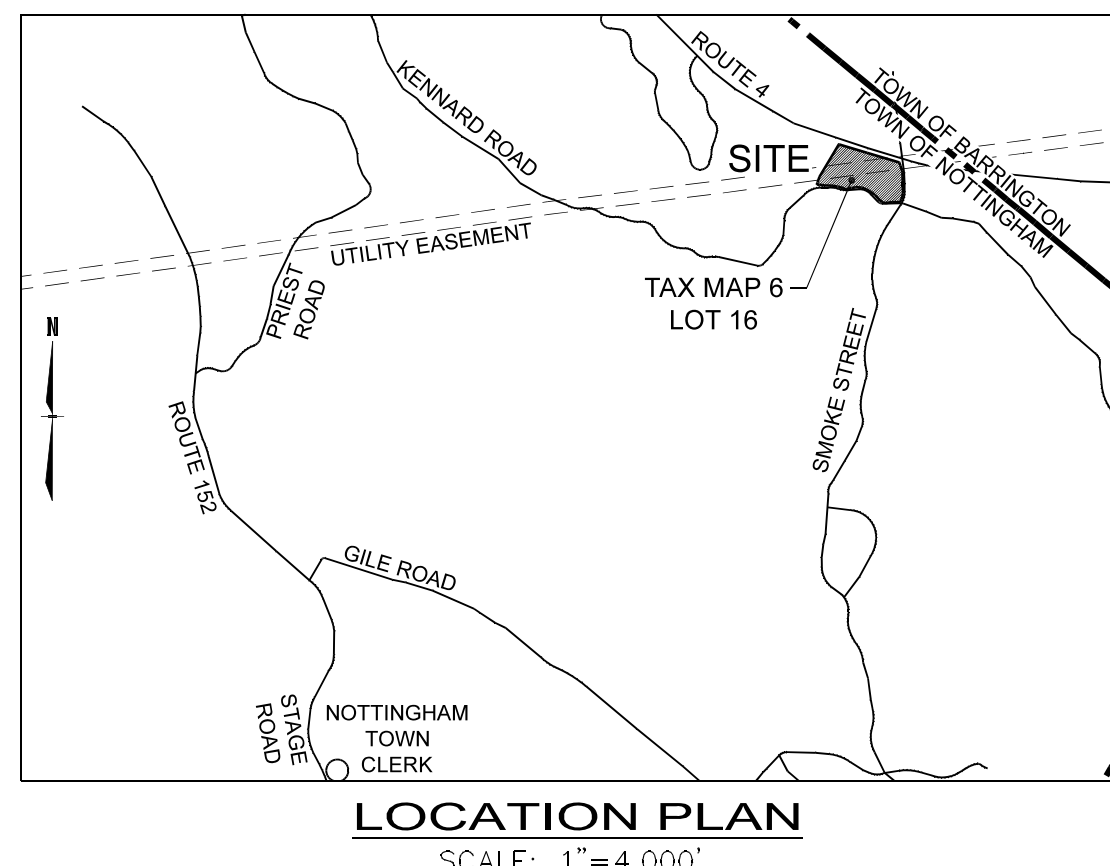 ROUTE 4
KENNARD ROAD
TOWN OF BARRINGTON
TOWN OF NOTTINGHAM
SITE
UTILITY EASEMENT
PRIEST
ROAD
TAX MAP 6
LOT 16
N
SMOKE STREET
ROUTE 152
GILE ROAD
STAGE
ROAD
NOTTINGHAM
TOWN
CLERK
LOCATION PLAN
SCALE: 1"=4,000'